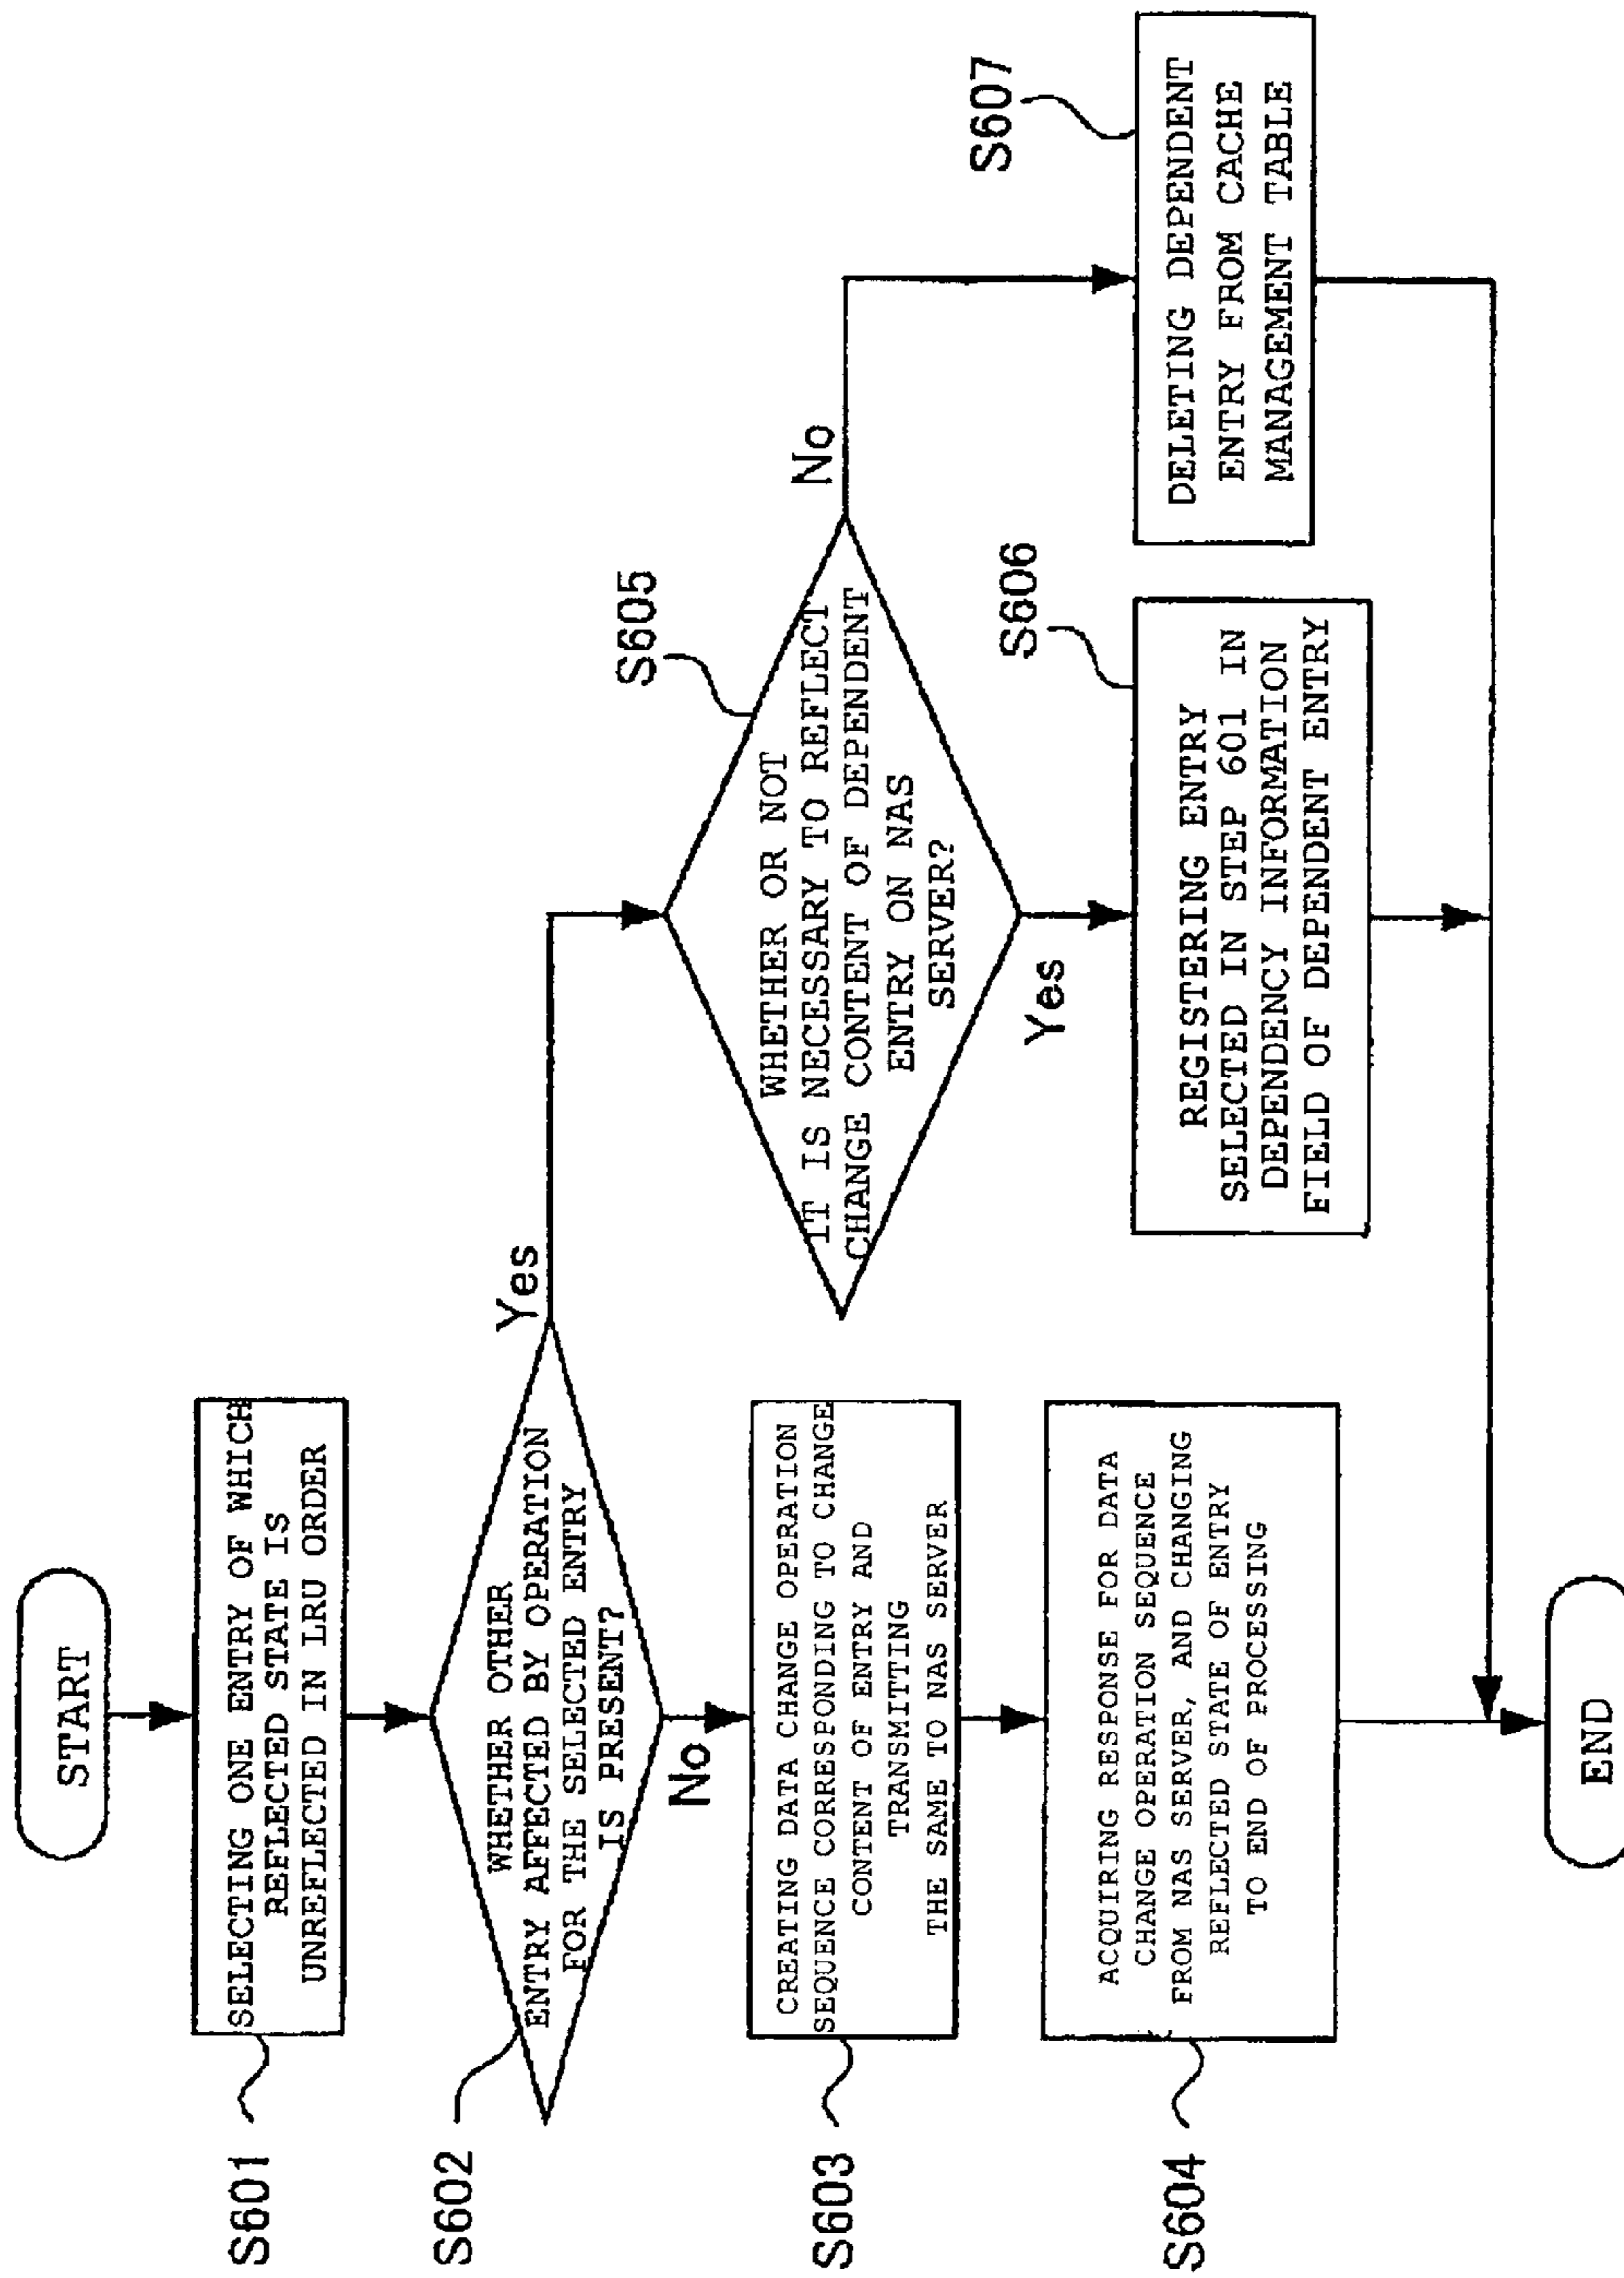 START
S601
SELECTING ONE ENTRY OF WHICH
REFLECTED STATE IS
UNREFLECTED IN LRU ORDER
S602
WHETHER OTHER
ENTRY AFFECTED BY OPERATION
FOR THE SELECTED ENTRY
IS PRESENT?
Yes
No
S603
CREATING DATA CHANGE OPERATION
SEQUENCE CORRESPONDING TO CHANGE
CONTENT OF ENTRY AND
TRANSMITTING
THE SAME TO NAS SERVER
S604
ACQUIRING RESPONSE FOR DATA
CHANGE OPERATION SEQUENCE
FROM NAS SERVER, AND CHANGING
REFLECTED STATE OF ENTRY
TO END OF PROCESSING
S605
WHETHER OR NOT
IT IS NECESSARY TO REFLECT
CHANGE CONTENT OF DEPENDENT
ENTRY ON NAS
SERVER?
No
Yes
S606
REGISTERING ENTRY
SELECTED IN STEP 601 IN
DEPENDENCY INFORMATION
FIELD OF DEPENDENT ENTRY
S607
DELETING DEPENDENT
ENTRY FROM CACHE
MANAGEMENT TABLE
END